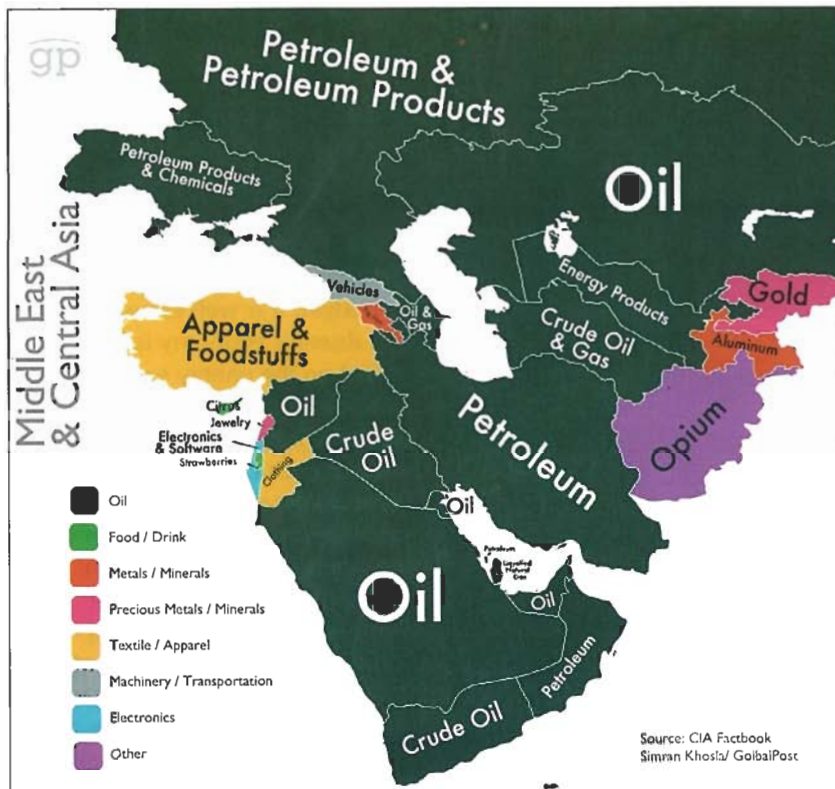 gp
Middle East
& Central Asia
Petroleum &
Petroleum Products
Petroleum Products
& Chemicals
Oil
Vehicles
Oil &
Gas
Energy Products
Gold
Crude Oil
& Gas
Aluminum
Apparel &
Foodstuffs
Citrus
Jewelry
Electronics
& Software
Strawberries
Clothing
Oil
Crude
Oil
Petroleum
Opium
Oil
Petroleum
Liquified
Natural
Gas
Oil
Oil
Petroleum
Crude Oil
Oil
Food / Drink
Metals / Minerals
Precious Metals / Minerals
Textile / Apparel
Machinery / Transportation
Electronics
Other
Source: CIA Factbook
Simran Khosla/ GolbalPost